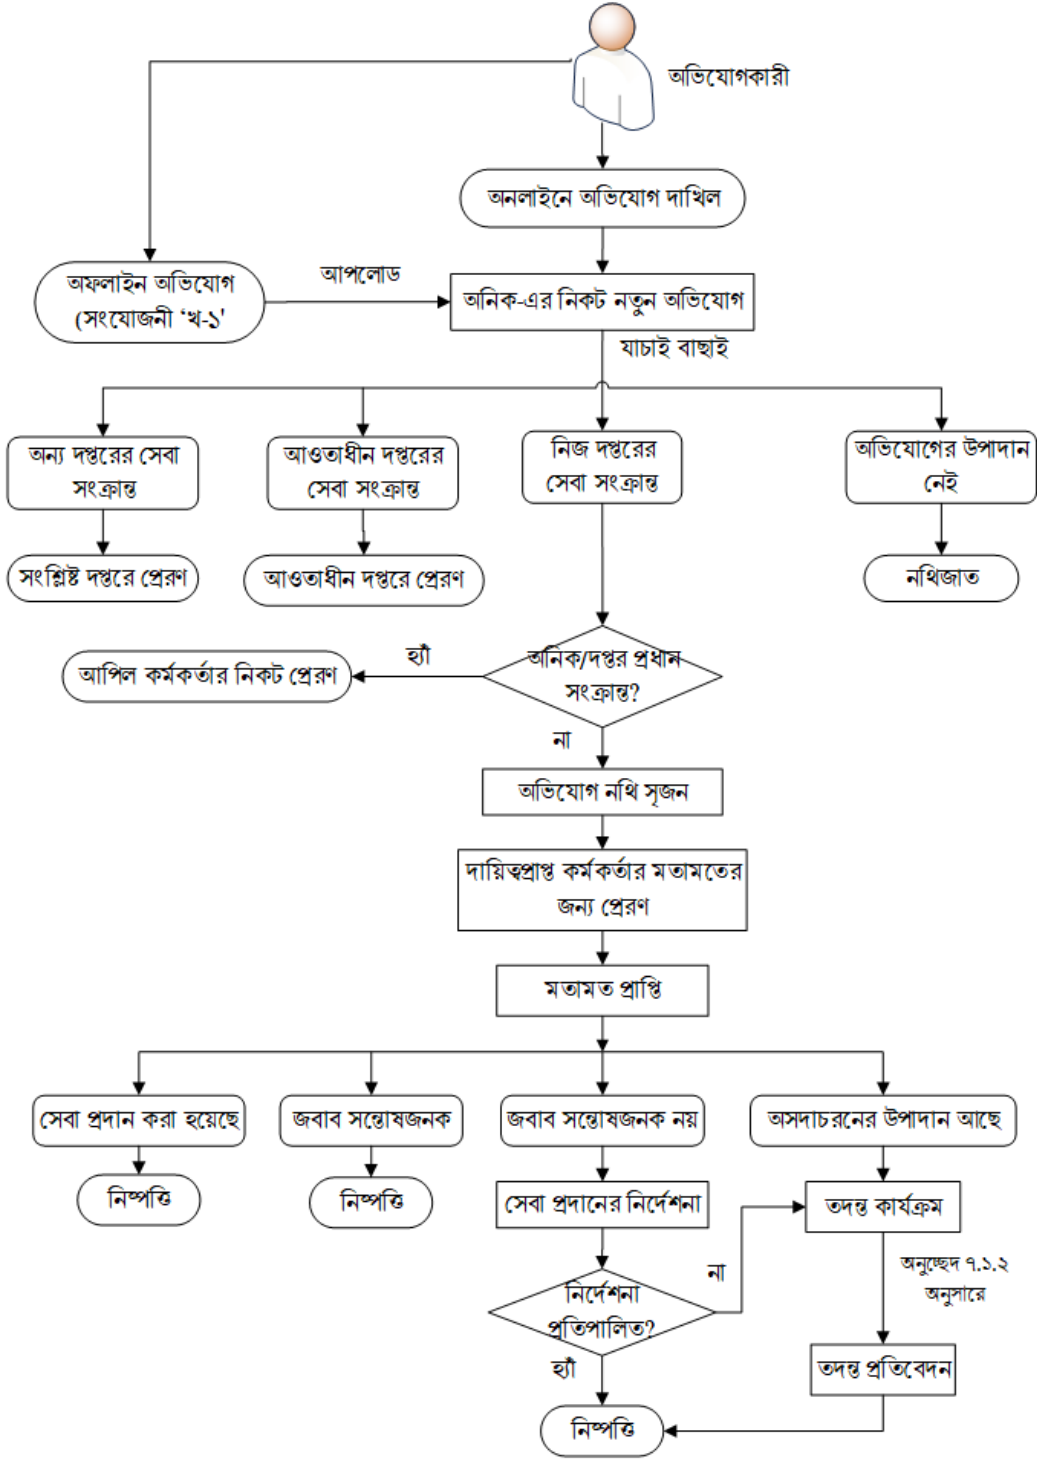 অভিযোগকারী
অনলাইনে অভিযোগ দাখিল
অফলাইন অভিযোগ
(সংযোজনী ‘খ-১'
আপলোড
অনিক-এর নিকট নতুন অভিযোগ
যাচাই বাছাই
অন্য দপ্তরের সেবা
সংক্রান্ত
আওতাধীন দপ্তরের
সেবা সংক্রান্ত
নিজ দপ্তরের
সেবা সংক্রান্ত
অভিযোগের উপাদান
নেই
সংশ্লিষ্ট দপ্তরে প্রেরণ
আওতাধীন দপ্তরে প্রেরণ
নথিজাত
অনিক/দপ্তর প্রধান
সংক্রান্ত?
হ্যাঁ
আপিল কর্মকর্তার নিকট প্রেরণ
না
অভিযোগ নথি সৃজন
দায়িত্বপ্রাপ্ত কর্মকর্তার মতামতের
জন্য প্রেরণ
মতামত প্রাপ্তি
সেবা প্রদান করা হয়েছে
জবাব সন্তোষজনক
জবাব সন্তোষজনক নয়
অসদাচরনের উপাদান আছে
নিষ্পত্তি
নিষ্পত্তি
সেবা প্রদানের নির্দেশনা
তদন্ত কার্যক্রম
নির্দেশনা
প্রতিপালিত?
না
অনুচ্ছেদ ৭.১.২
অনুসারে
হ্যাঁ
তদন্ত প্রতিবেদন
নিষ্পত্তি